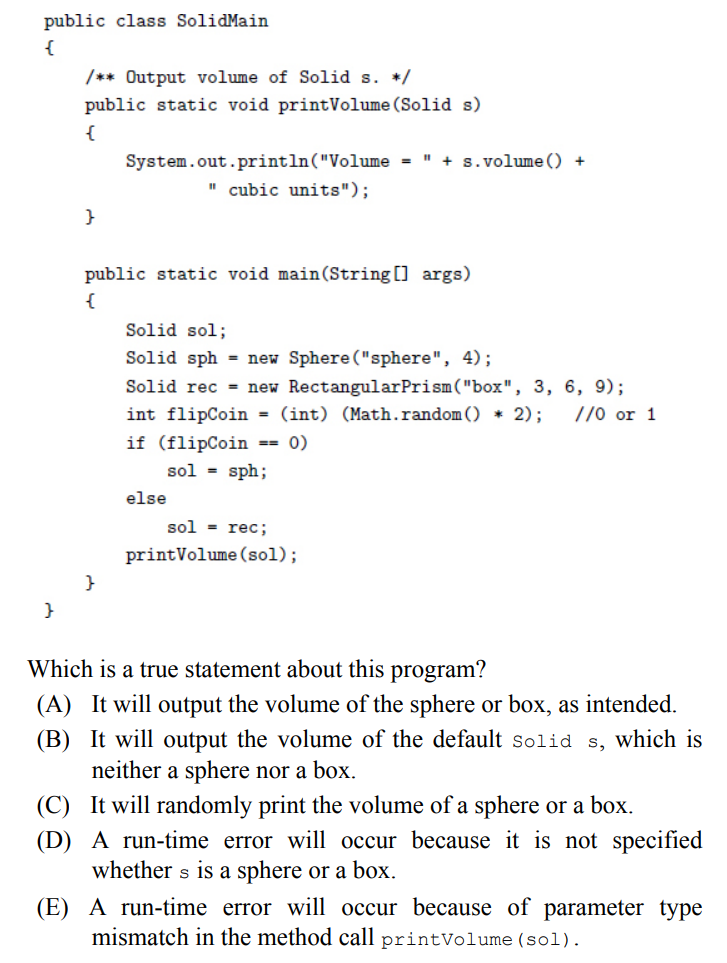 public class SolidMain
{
/** Output volume of Solid s. */
public static void printVolume(Solid s)
{
System.out.println("Volume = " + s.volume() +
" cubic units");
}
public static void main(String[] args)
{
Solid sol;
Solid sph = new Sphere("sphere", 4);
Solid rec = new RectangularPrism("box", 3, 6, 9);
int flipCoin = (int) (Math.random() * 2); //0 or 1
if (flipCoin == 0)
sol = sph;
else
sol = rec;
printVolume(sol);
}
}
Which is a true statement about this program?
(A) It will output the volume of the sphere or box, as intended.
(B) It will output the volume of the default Solid s, which is
neither a sphere nor a box.
(C) It will randomly print the volume of a sphere or a box.
(D) A run-time error will occur because it is not specified
whether s is a sphere or a box.
(E) A run-time error will occur because of parameter type
mismatch in the method call printVolume(sol).